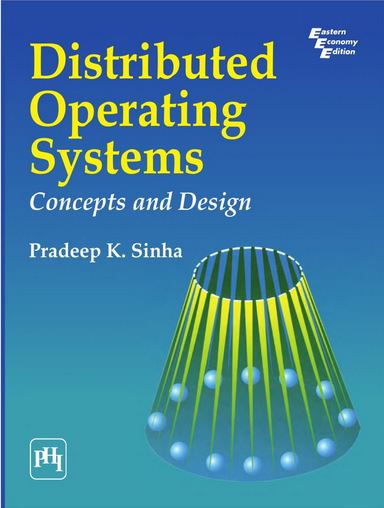 Eastern
Economy
Edition
Distributed
Operating
Systems
Concepts and Design
Pradeep K. Sinha
PHI